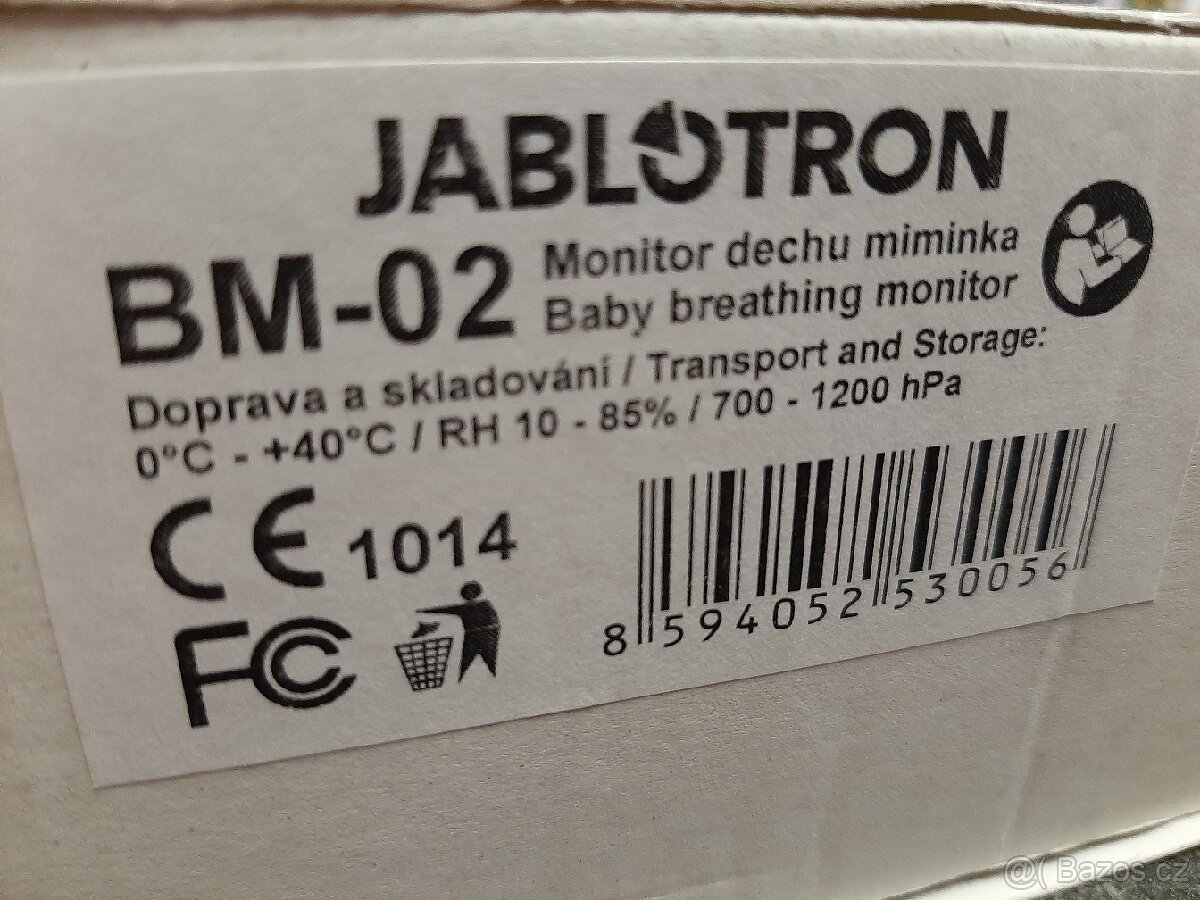 JABLOTRON
BM-02
Monitor dechu miminka
Baby breathing monitor
Doprava a skladování / Transport and Storage:
0°C - +40°C / RH 10 - 85% / 700 - 1200 hPa
CE 1014
FC
8 594052 530056
@( Bazos.cz